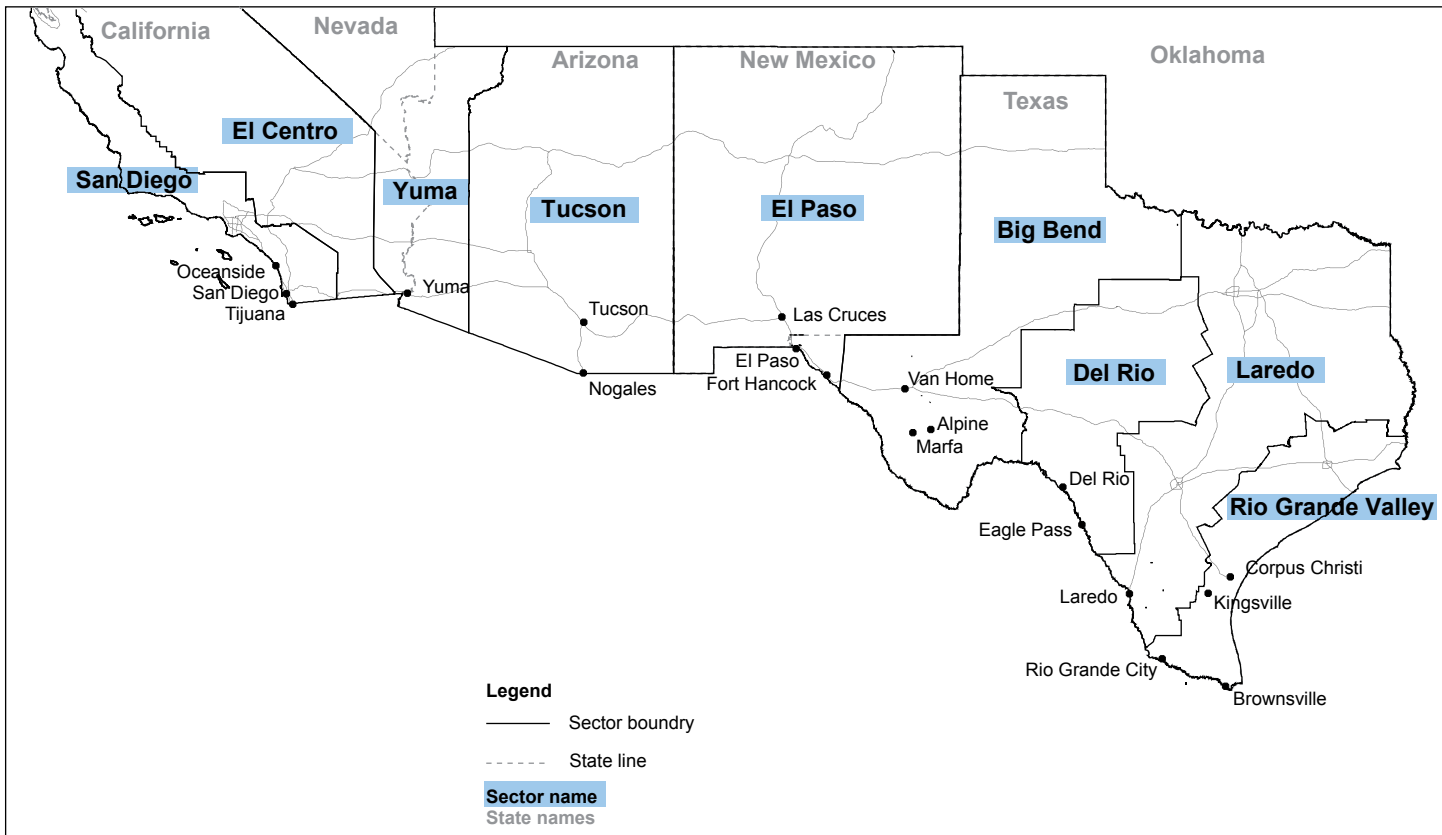 California
Nevada
Arizona
New Mexico
Oklahoma
Texas
El Centro
San Diego
Yuma
Tucson
El Paso
Big Bend
Del Rio
Laredo
Rio Grande Valley
Oceanside
San Diego
Tijuana
Yuma
Tucson
Nogales
Las Cruces
El Paso
Fort Hancock
Van Home
Alpine
Marfa
Del Rio
Eagle Pass
Laredo
Corpus Christi
Kingsville
Rio Grande City
Brownsville
Legend
Sector boundry
State line
Sector name
State names